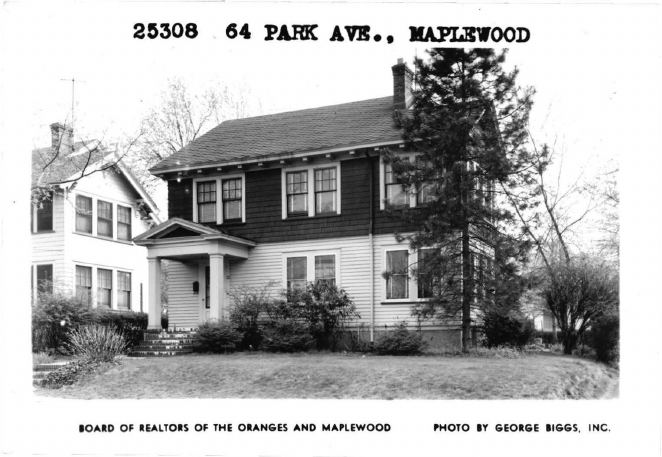 25308 64 PARK AVE., MAPLEWOOD
BOARD OF REALTORS OF THE ORANGES AND MAPLEWOOD PHOTO BY GEORGE BIGGS, INC.